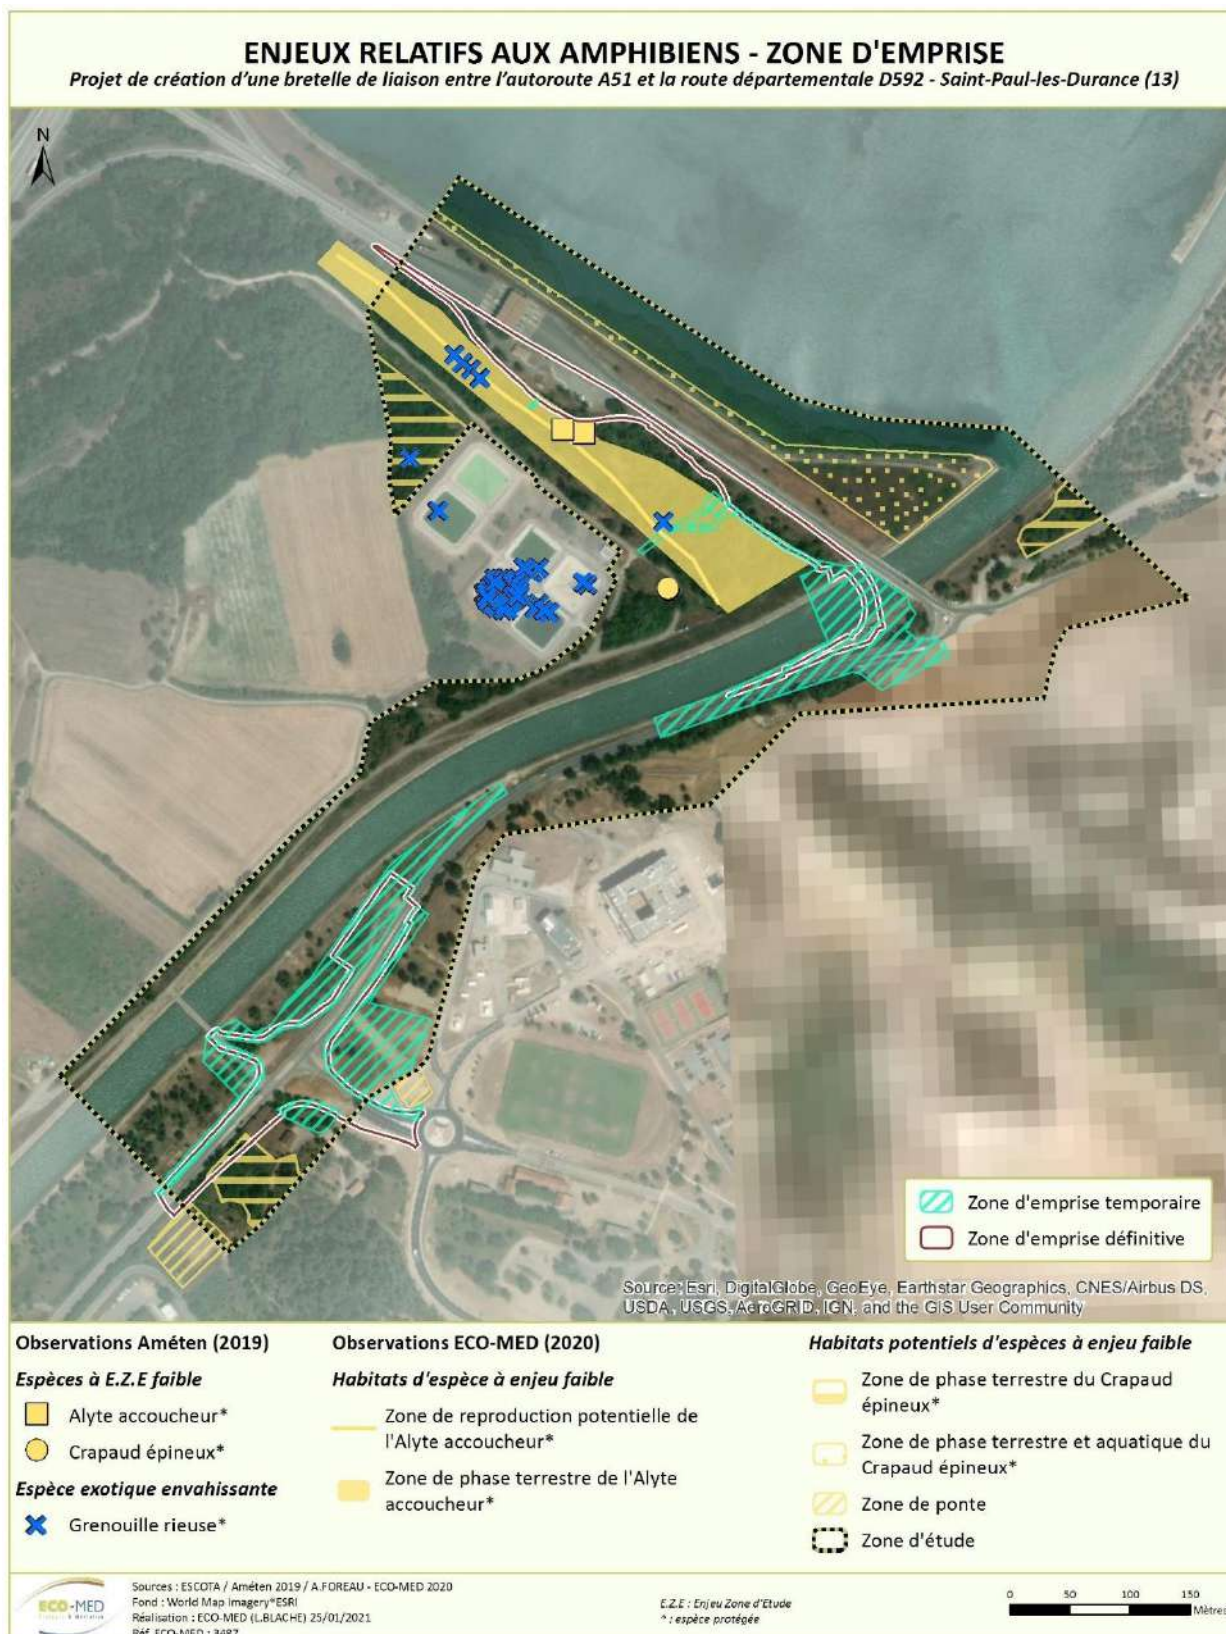 ENJEUX RELATIFS AUX AMPHIBIENS - ZONE D'EMPRISE
Projet de création d'une bretelle de liaison entre l'autoroute A51 et la route départementale D592 - Saint-Paul-les-Durance (13)
N
Zone d'emprise temporaire
Zone d'emprise définitive
Source: Esri, DigitalGlobe, GeoEye, Earthstar Geographics, CNES/Airbus DS,
USDA, USGS, AeroGRID, IGN, and the GIS User Community
Observations Améten (2019)
Espèces à E.Z.E faible
Alyte accoucheur*
Crapaud épineux*
Espèce exotique envahissante
Grenouille rieuse*
Observations ECO-MED (2020)
Habitats d'espèce à enjeu faible
Zone de reproduction potentielle de
l'Alyte accoucheur*
Zone de phase terrestre de l'Alyte
accoucheur*
Habitats potentiels d'espèces à enjeu faible
Zone de phase terrestre du Crapaud
épineux*
Zone de phase terrestre et aquatique du
Crapaud épineux*
Zone de ponte
Zone d'étude
ECO-MED
Sources : ESCOTA / Améten 2019 / A.FOREAU - ECO-MED 2020
Fond : World Map Imagery®ESRI
Réalisation : ECO-MED (L.BLACHE) 25/01/2021
Réf. ECO-MED : 3487
E.Z.E : Enjeu Zone d'Etude
* : espèce protégée
0 50 100 150
Mètres